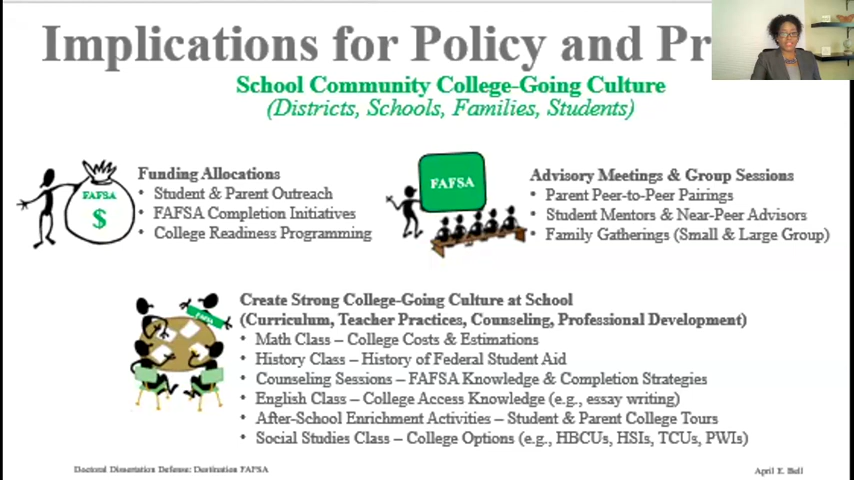 Implications for Policy and Pr
School Community College-Going Culture
(Districts, Schools, Families, Students)
FAFSA
$
Funding Allocations
• Student & Parent Outreach
• FAFSA Completion Initiatives
• College Readiness Programming
FAFSA
Advisory Meetings & Group Sessions
• Parent Peer-to-Peer Pairings
• Student Mentors & Near-Peer Advisors
• Family Gatherings (Small & Large Group)
FAFSA
Create Strong College-Going Culture at School
(Curriculum, Teacher Practices, Counseling, Professional Development)
• Math Class – College Costs & Estimations
• History Class – History of Federal Student Aid
• Counseling Sessions – FAFSA Knowledge & Completion Strategies
• English Class – College Access Knowledge (e.g., essay writing)
• After-School Enrichment Activities – Student & Parent College Tours
• Social Studies Class – College Options (e.g., HBCUs, HSIs, TCUs, PWIs)
Doctoral Dissertation Defense: Destination FAFSA
April E. Bell